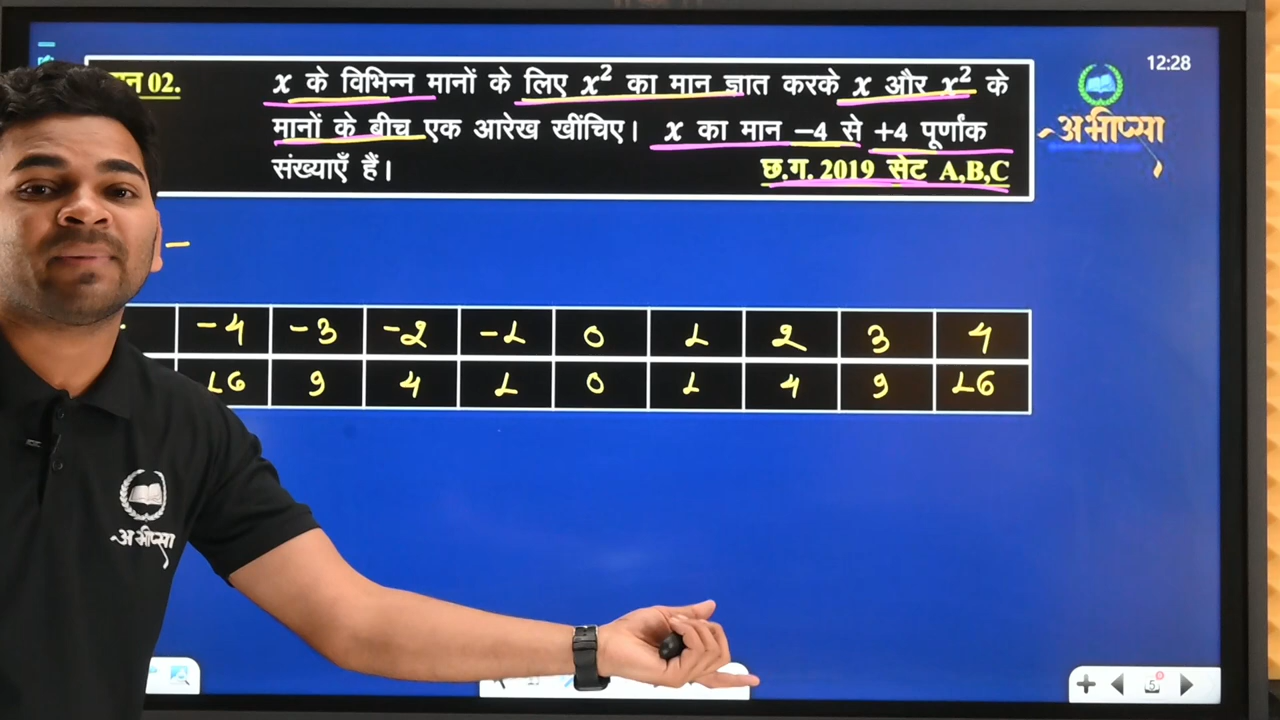 02. x के विभिन्न मानों के लिए x² का मान ज्ञात करके x और x² के
मानों के बीच एक आरेख खींचिए। x का मान −4 से +4 पूर्णांक
संख्याएँ हैं।
छ.ग. 2019 सेट A,B,C
12:28
अभीप्सा
-4 -3 -2 -1 0 1 2 3 4
16 9 4 1 0 1 4 9 16
अभीप्सा
5